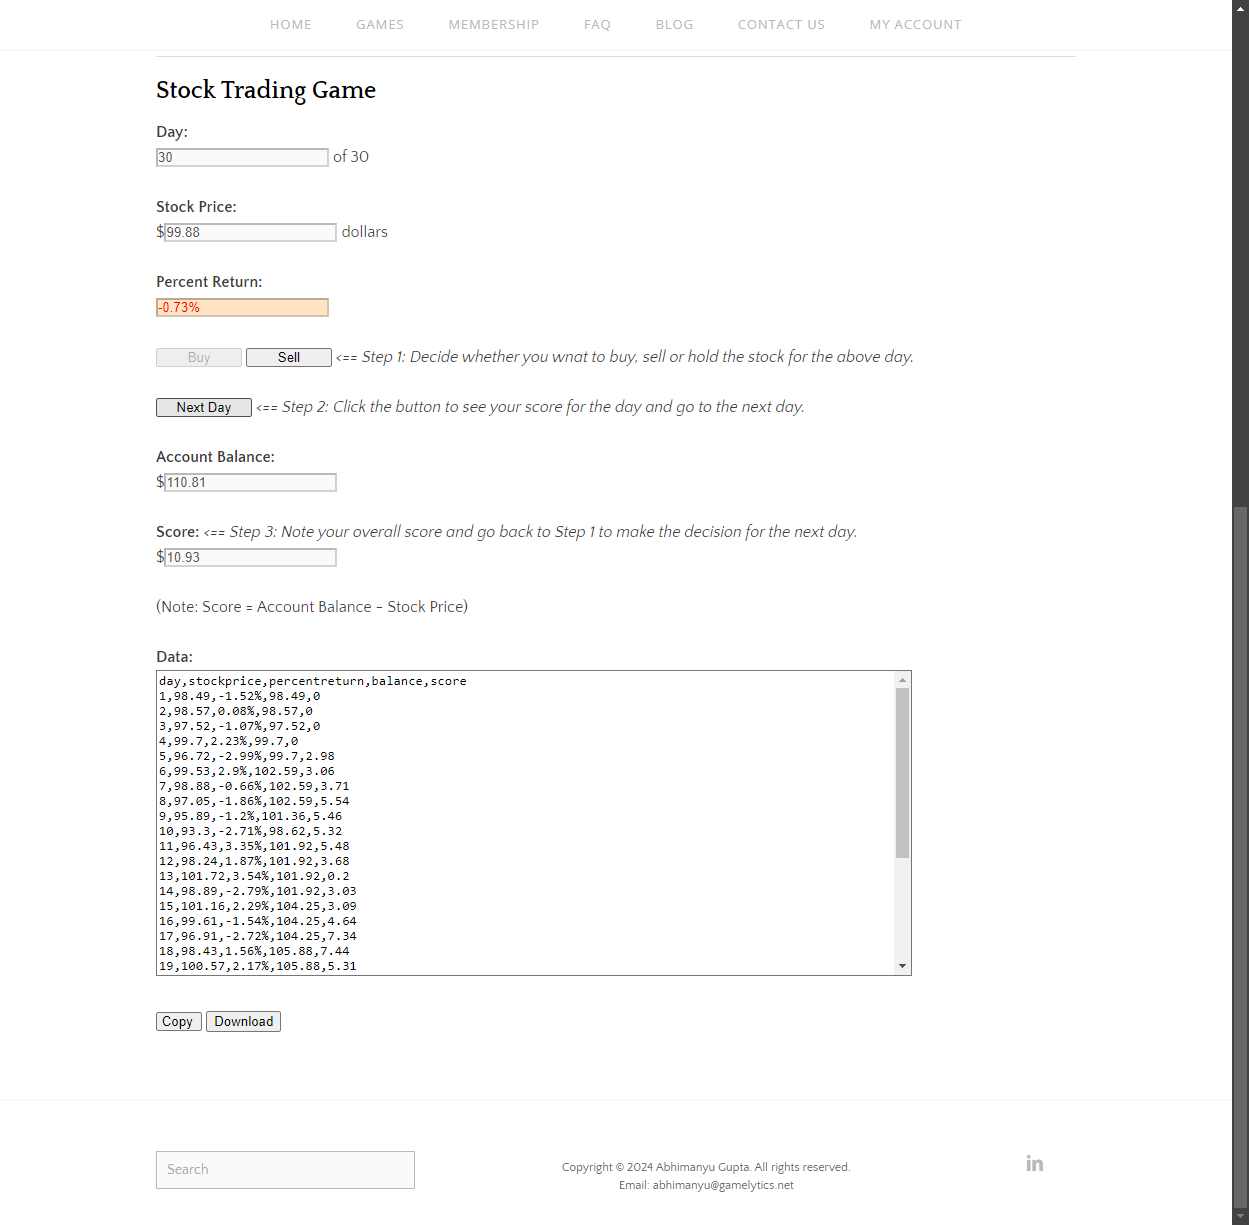 HOME GAMES MEMBERSHIP FAQ BLOG CONTACT US MY ACCOUNT
Stock Trading Game
Day:
30 of 30
Stock Price:
$99.88 dollars
Percent Return:
-0.73%
Buy Sell <== Step 1: Decide whether you wnat to buy, sell or hold the stock for the above day.
Next Day <== Step 2: Click the button to see your score for the day and go to the next day.
Account Balance:
$110.81
Score: <== Step 3: Note your overall score and go back to Step 1 to make the decision for the next day.
$10.93
(Note: Score = Account Balance - Stock Price)
Data:
day,stockprice,percentreturn,balance,score
1,98.49,-1.52%,98.49,0
2,98.57,0.08%,98.57,0
3,97.52,-1.07%,97.52,0
4,99.7,2.23%,99.7,0
5,96.72,-2.99%,99.7,2.98
6,99.53,2.9%,102.59,3.06
7,98.88,-0.66%,102.59,3.71
8,97.05,-1.86%,102.59,5.54
9,95.89,-1.2%,101.36,5.46
10,93.3,-2.71%,98.62,5.32
11,96.43,3.35%,101.92,5.48
12,98.24,1.87%,101.92,3.68
13,101.72,3.54%,101.92,0.2
14,98.89,-2.79%,101.92,3.03
15,101.16,2.29%,104.25,3.09
16,99.61,-1.54%,104.25,4.64
17,96.91,-2.72%,104.25,7.34
18,98.43,1.56%,105.88,7.44
19,100.57,2.17%,105.88,5.31
Copy Download
Search
Copyright © 2024 Abhimanyu Gupta. All rights reserved.
Email: abhimanyu@gamelytics.net
in